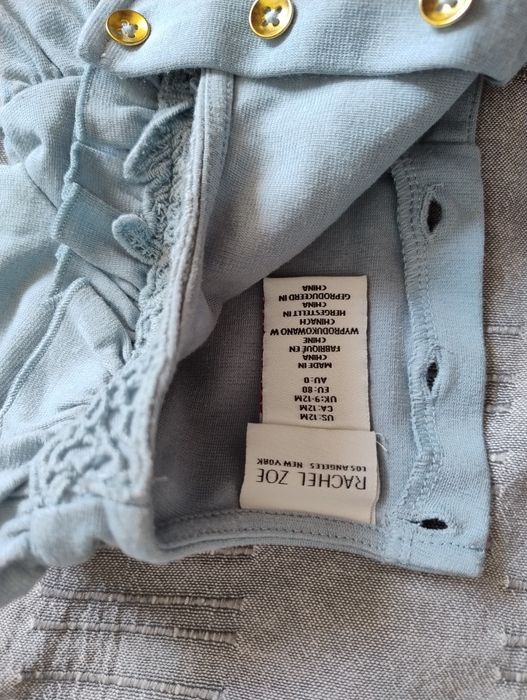 RACHEL ZOE
LOS ANGELES NEW YORK
US: 12M
CA: 12M
UK: 9-12M
EU: 80
AU: 0
MADE IN
CHINA
FABRIQUÉ EN
CHINE
WYPRODUKOWANO W
CHINACH
HERGESTELLT IN
CHINA
GEPRODUCEERD IN
CHINA